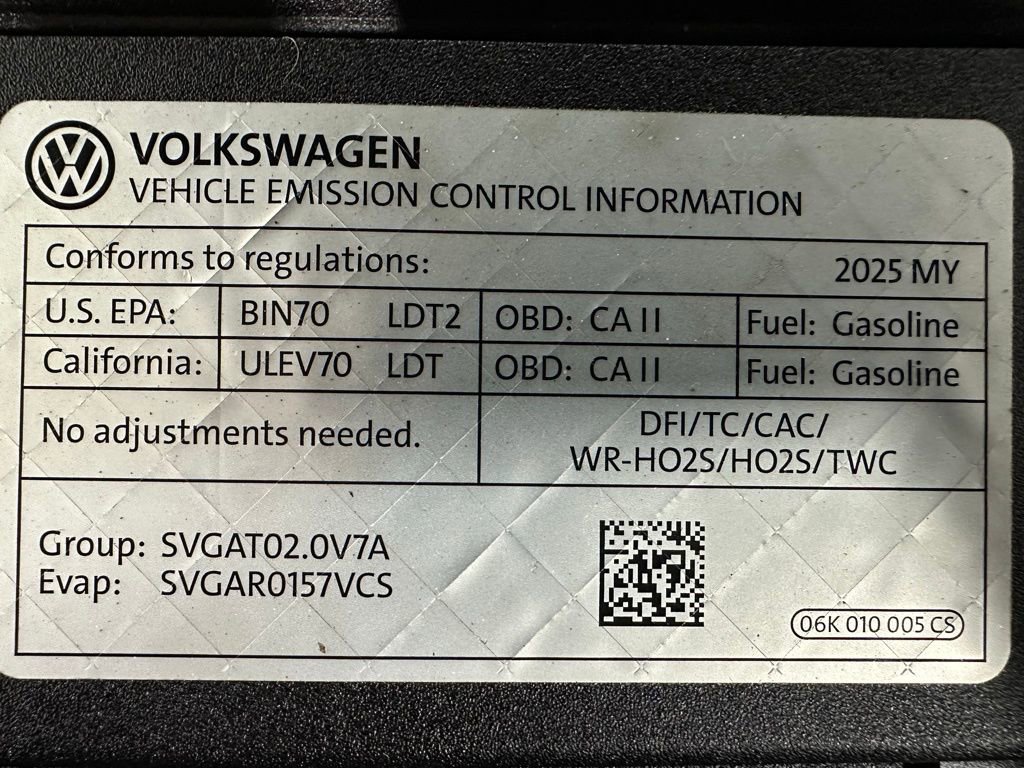 VOLKSWAGEN
VEHICLE EMISSION CONTROL INFORMATION
Conforms to regulations: 2025 MY
U.S. EPA: BIN70 LDT2 OBD: CA II Fuel: Gasoline
California: ULEV70 LDT OBD: CA II Fuel: Gasoline
No adjustments needed.
DFI/TC/CAC/
WR-HO2S/HO2S/TWC
Group: SVGAT02.0V7A
Evap: SVGAR0157VCS
06K 010 005 CS